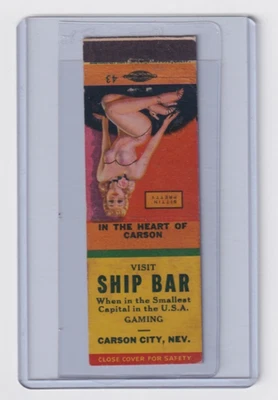 43
IN THE HEART OF
CARSON
VISIT
SHIP BAR
When in the Smallest
Capital in the U.S.A.
GAMING
CARSON CITY, NEV.
CLOSE COVER FOR SAFETY